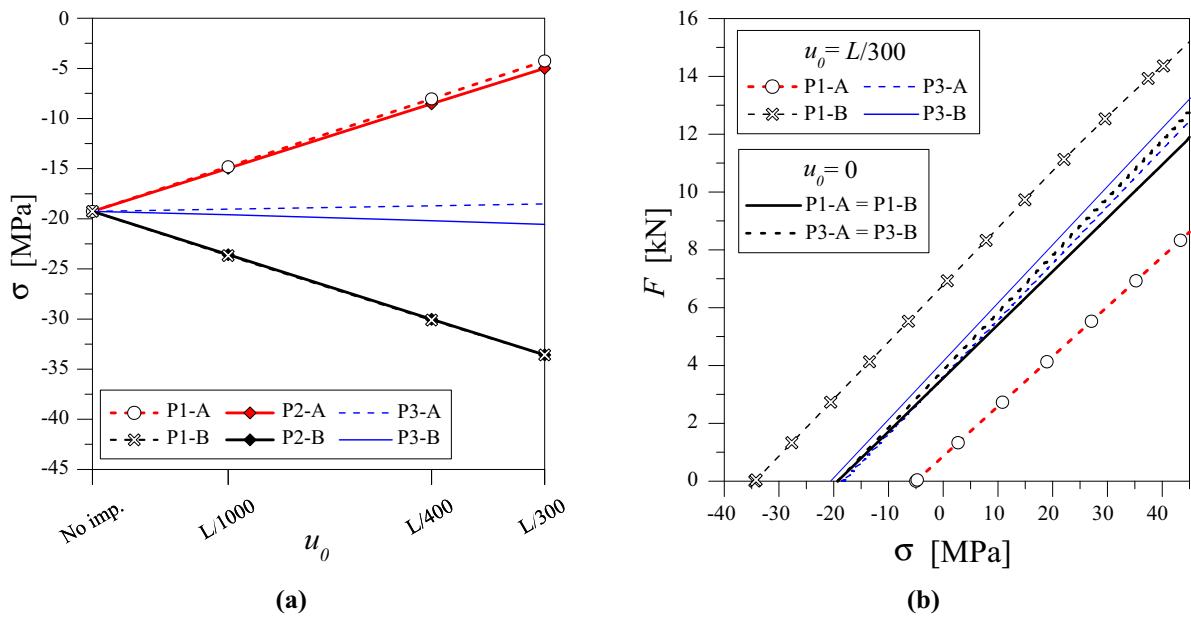 0
-5
-10
-15
-20
-25
-30
-35
-40
-45
σ [MPa]
P1-A P2-A P3-A
P1-B P2-B P3-B
No imp. L/1000 L/400 L/300
u0
(a)
16
14
12
10
8
6
4
2
0
F [kN]
u0= L/300
P1-A P3-A
P1-B P3-B
u0= 0
P1-A = P1-B
P3-A = P3-B
-40 -30 -20 -10 0 10 20 30 40
σ [MPa]
(b)